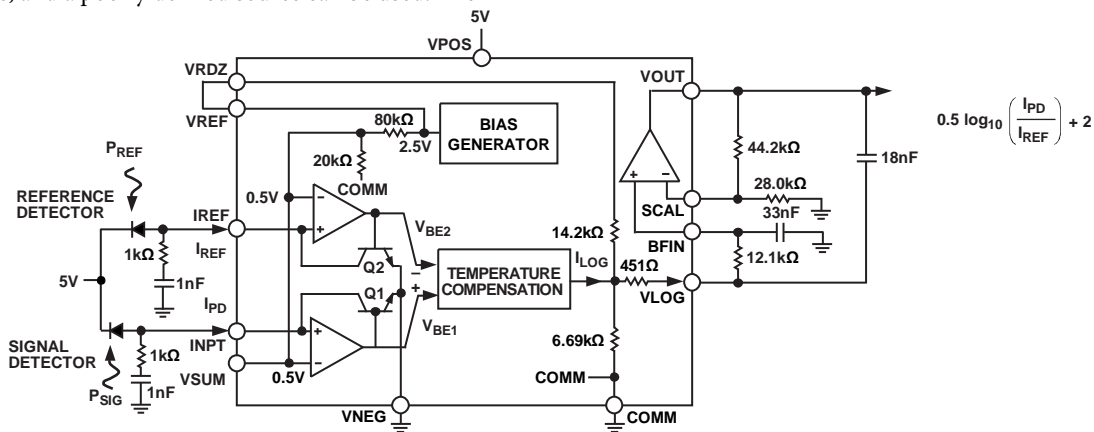 5V
VPOS
VRDZ
VREF
80kΩ
2.5V
BIAS
GENERATOR
20kΩ
COMM
VOUT
0.5 log10 (IPD / IREF) + 2
44.2kΩ
18nF
28.0kΩ
SCAL
33nF
BFIN
12.1kΩ
PREF
REFERENCE
DETECTOR
0.5V
IREF
IREF
1kΩ
1nF
5V
VBE2
Q2
Q1
TEMPERATURE
COMPENSATION
ILOG
14.2kΩ
451Ω
VLOG
IPD
INPT
VBE1
SIGNAL
DETECTOR
1kΩ
1nF
PSIG
VSUM
0.5V
6.69kΩ
COMM
VNEG
COMM